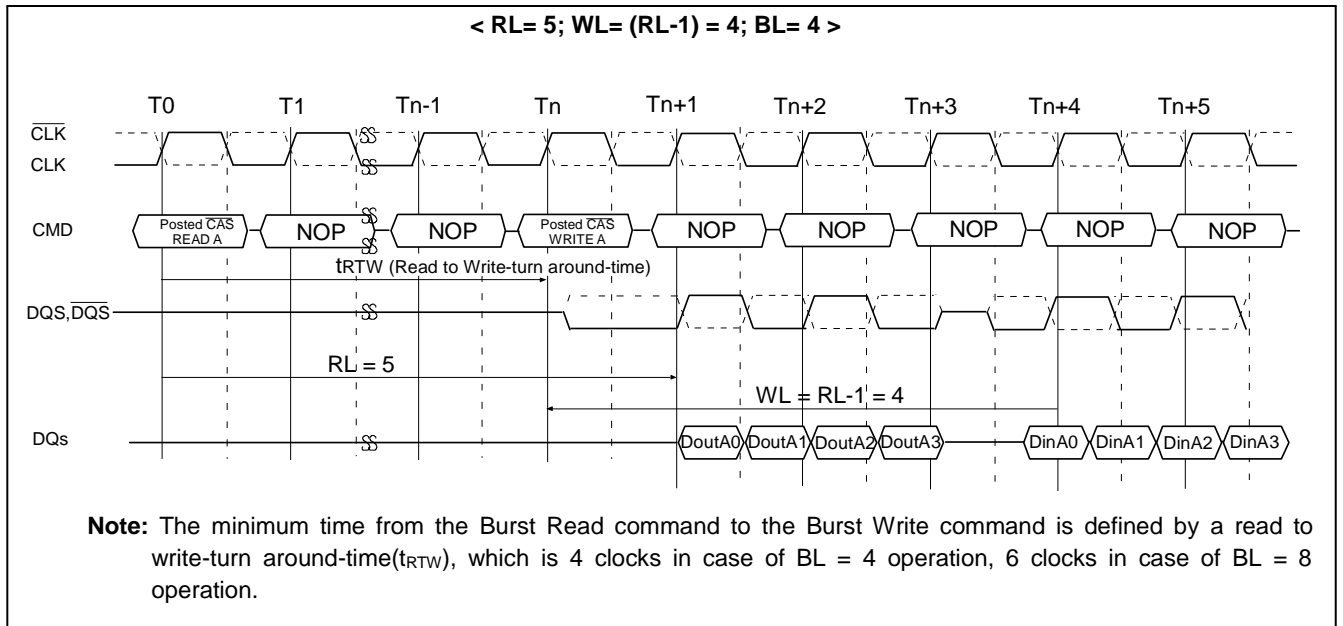 < RL= 5; WL= (RL-1) = 4; BL= 4 >
T0 T1 Tn-1 Tn Tn+1 Tn+2 Tn+3 Tn+4 Tn+5
C̅L̅K̅
CLK
CMD
Posted C̅A̅S̅
READ A
NOP
NOP
Posted C̅A̅S̅
WRITE A
NOP
NOP
NOP
NOP
NOP
tRTW (Read to Write-turn around-time)
DQS,D̅Q̅S̅
RL = 5
WL = RL-1 = 4
DQs
DoutA0 DoutA1 DoutA2 DoutA3 DinA0 DinA1 DinA2 DinA3
Note: The minimum time from the Burst Read command to the Burst Write command is defined by a read to
write-turn around-time(tRTW), which is 4 clocks in case of BL = 4 operation, 6 clocks in case of BL = 8
operation.